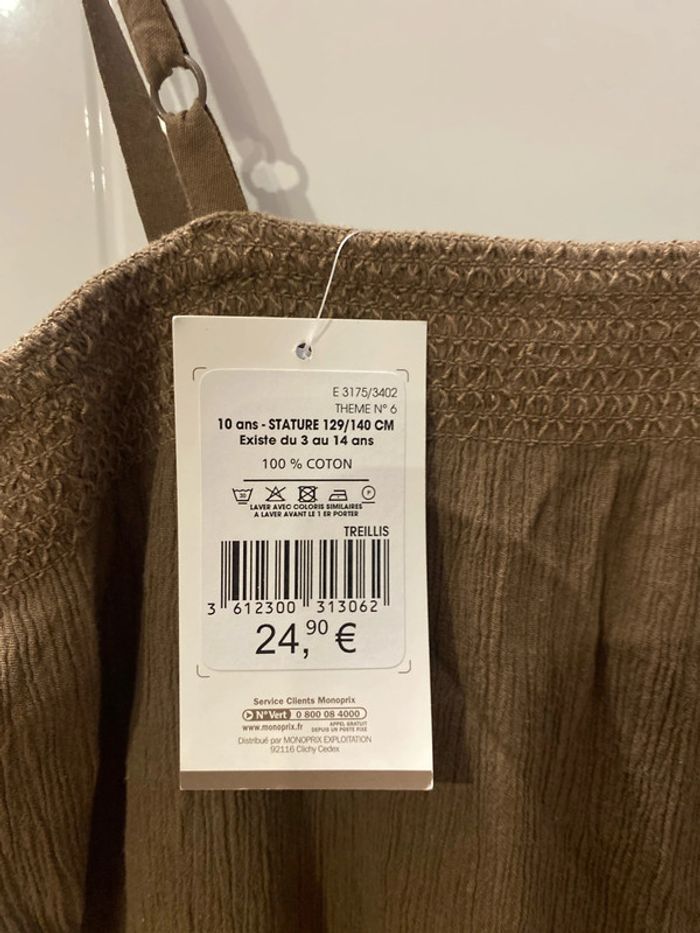 E 3175/3402
THEME N° 6
10 ans - STATURE 129/140 CM
Existe du 3 au 14 ans
100 % COTON
30 P
LAVER AVEC COLORIS SIMILAIRES
A LAVER AVANT LE 1 ER PORTER
TREILLIS
3 612300 313062
24,90 €
Service Clients Monoprix
N° Vert 0 800 08 4000
www.monoprix.fr APPEL GRATUIT
DEPUIS UN POSTE FIXE
Distribué par MONOPRIX EXPLOITATION
92116 Clichy Cedex